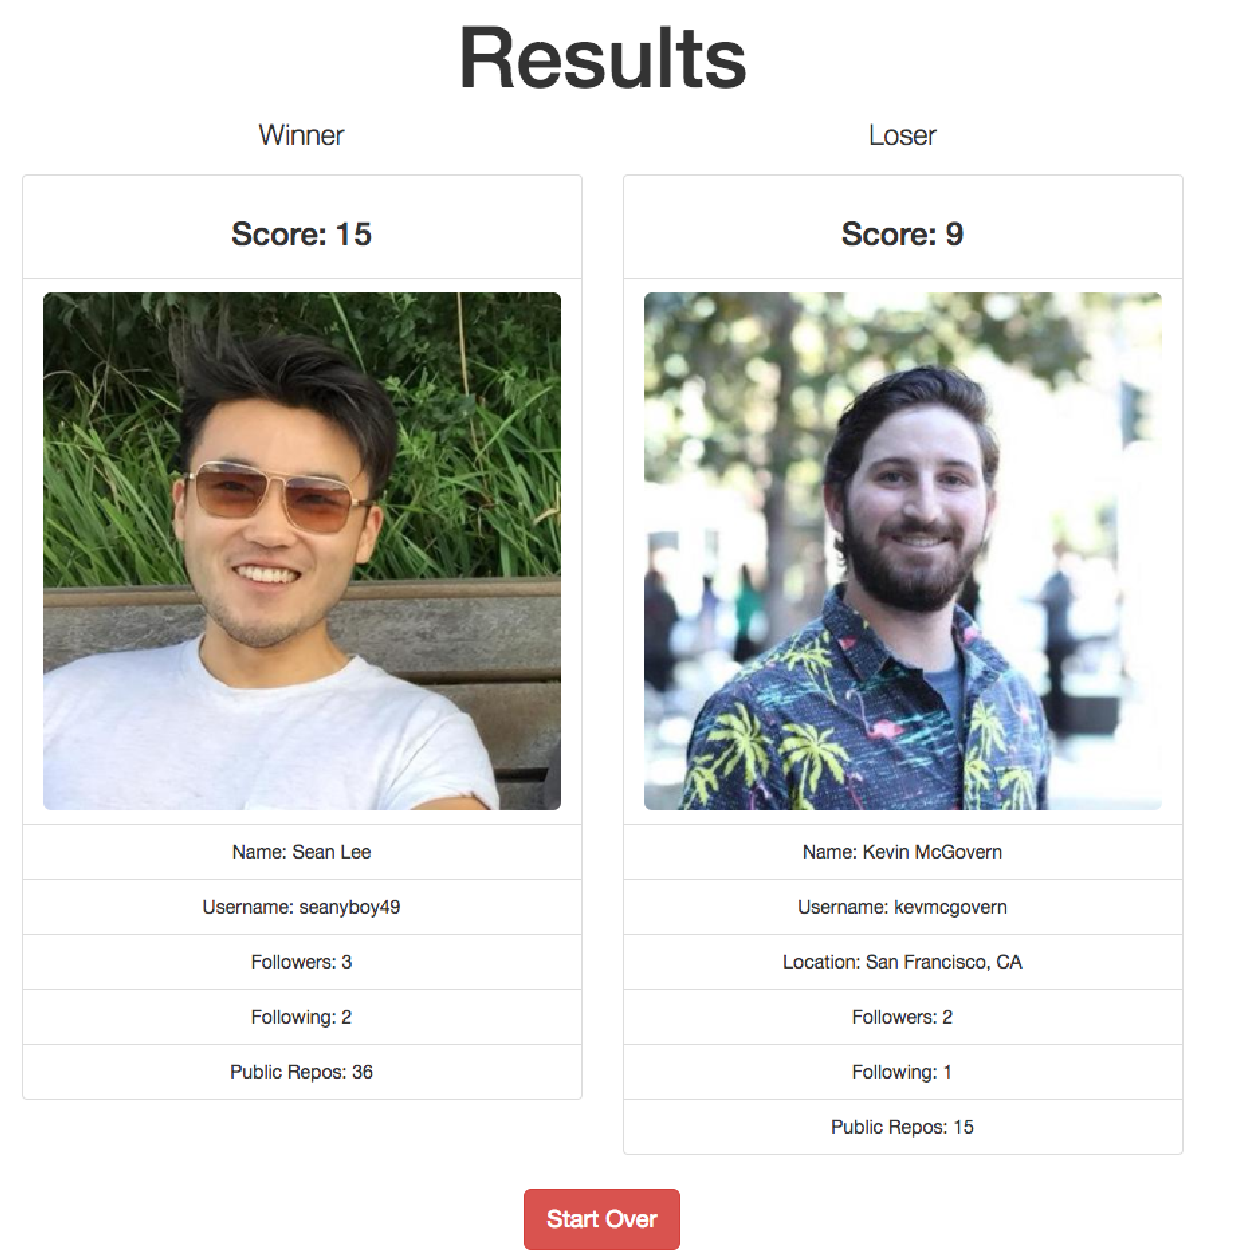 Results
Winner
Score: 15
Name: Sean Lee
Username: seanyboy49
Followers: 3
Following: 2
Public Repos: 36
Loser
Score: 9
Name: Kevin McGovern
Username: kevmcgovern
Location: San Francisco, CA
Followers: 2
Following: 1
Public Repos: 15
Start Over